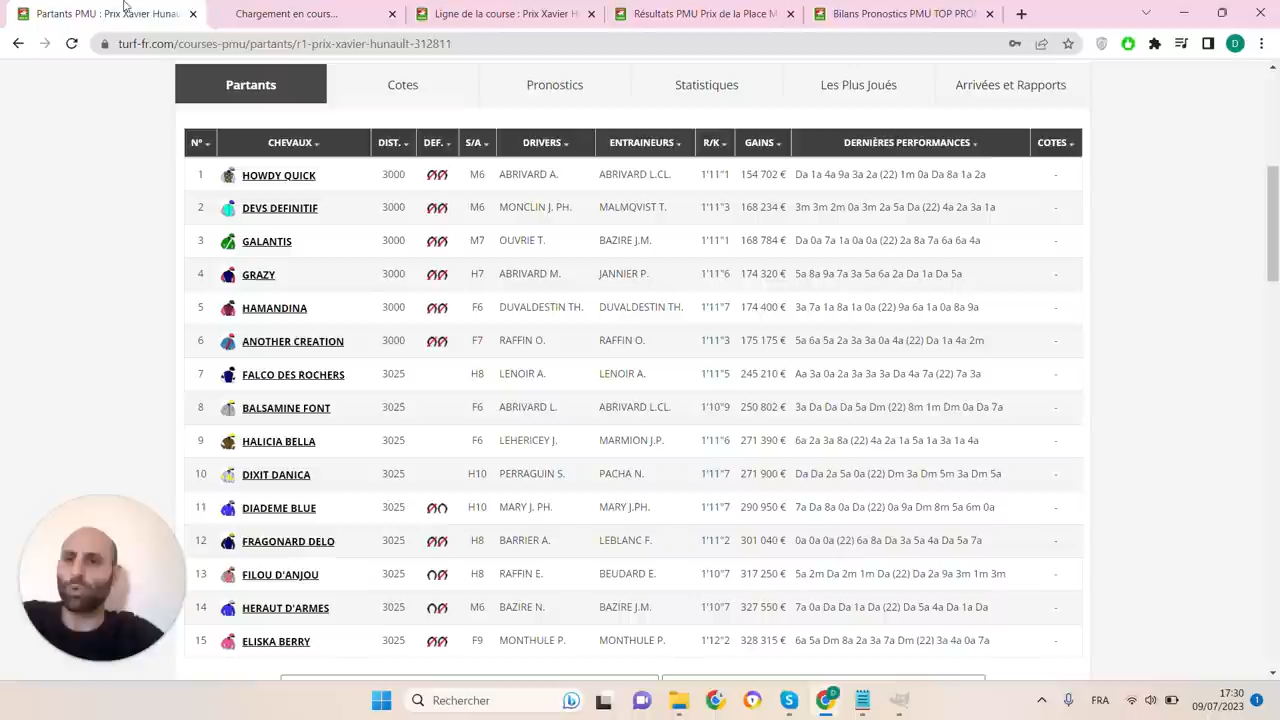 Partants PMU : Prix Xavier Hunau
Chargement en cours...
Ligne de la course : Prix Xavier H
Résultats PMU Prix de la Place M
Bilans Pronostics PMU TOP PRO
turf-fr.com/courses-pmu/partants/r1-prix-xavier-hunault-312811
Partants Cotes Pronostics Statistiques Les Plus Joués Arrivées et Rapports
N° CHEVAUX DIST. DEF. S/A DRIVERS ENTRAINEURS R/K GAINS DERNIÈRES PERFORMANCES COTES
1 HOWDY QUICK 3000 M6 ABRIVARD A. ABRIVARD L.CL. 1'11"1 154 702 € Da 1a 4a 9a 3a 2a (22) 1m 0a Da 8a 1a 2a -
2 DEVS DEFINITIF 3000 M6 MONCLIN J. PH. MALMQVIST T. 1'11"3 168 234 € 3m 3m 2m 0a 3m 2a 5a Da (22) 4a 2a 3a 1a -
3 GALANTIS 3000 M7 OUVRIE T. BAZIRE J.M. 1'11"1 168 784 € Da 0a 7a 1a 0a 0a (22) 2a 8a 7a 6a 6a 4a -
4 GRAZY 3000 H7 ABRIVARD M. JANNIER P. 1'11"6 174 320 € 5a 8a 9a 7a 3a 5a 6a 2a Da 1a Da 5a -
5 HAMANDINA 3000 F6 DUVALDESTIN TH. DUVALDESTIN TH. 1'11"7 174 400 € 3a 7a 1a 8a 1a 0a (22) 9a 6a 1a 0a 8a 9a -
6 ANOTHER CREATION 3000 F7 RAFFIN O. RAFFIN O. 1'11"3 175 175 € 5a 6a 5a 2a 3a 3a 0a 4a (22) Da 1a 4a 2m -
7 FALCO DES ROCHERS 3025 H8 LENOIR A. LENOIR A. 1'11"5 245 210 € Aa 3a 0a 2a 3a 3a 3a Da 4a 7a (22) 7a 3a -
8 BALSAMINE FONT 3025 F6 ABRIVARD L. ABRIVARD L.CL. 1'10"9 250 802 € 3a Da Da Da 5a Dm (22) 8m 1m Dm 0a Da 7a -
9 HALICIA BELLA 3025 F6 LEHERICEY J. MARMION J.P. 1'11"6 271 390 € 6a 2a 3a 8a (22) 4a 2a 1a 5a 1a 3a 1a 4a -
10 DIXIT DANICA 3025 H10 PERRAGUIN S. PACHA N. 1'11"7 271 900 € Da Da 2a 5a 0a (22) Dm 3a Dm 5m 3a Dm 5a -
11 DIADEME BLUE 3025 H10 MARY J. PH. MARY J.PH. 1'11"7 290 950 € 7a Da 8a 0a Da (22) 0a 9a Dm 8m 5a 6m 0a -
12 FRAGONARD DELO 3025 H8 BARRIER A. LEBLANC F. 1'11"2 301 040 € 0a 0a 0a (22) 6a 8a Da 3a 5a 4a Da 5a 7a -
13 FILOU D'ANJOU 3025 H8 RAFFIN E. BEUDARD E. 1'10"7 317 250 € 5a 2m Da 2m 1m Da (22) Da 2a 9a 3m 1m 3m -
14 HERAUT D'ARMES 3025 M6 BAZIRE N. BAZIRE J.M. 1'10"7 327 550 € 7a 0a Da Da 1a Da (22) Da 5a 4a Da 1a Da -
15 ELISKA BERRY 3025 F9 MONTHULE P. MONTHULE P. 1'12"2 328 315 € 6a 5a Dm 8a 2a 3a 7a Dm (22) 3a 4a 0a 7a -
Rechercher
FRA
17:30
09/07/2023